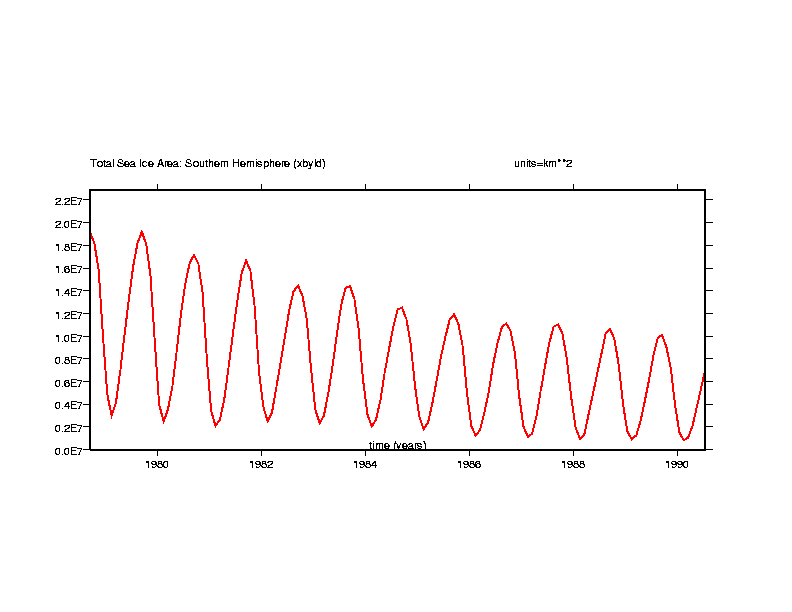 Total Sea Ice Area: Southern Hemisphere (xbyld) units=km**2
2.2E7
2.0E7
1.8E7
1.6E7
1.4E7
1.2E7
1.0E7
0.8E7
0.6E7
0.4E7
0.2E7
0.0E7
time (years)
1980 1982 1984 1986 1988 1990